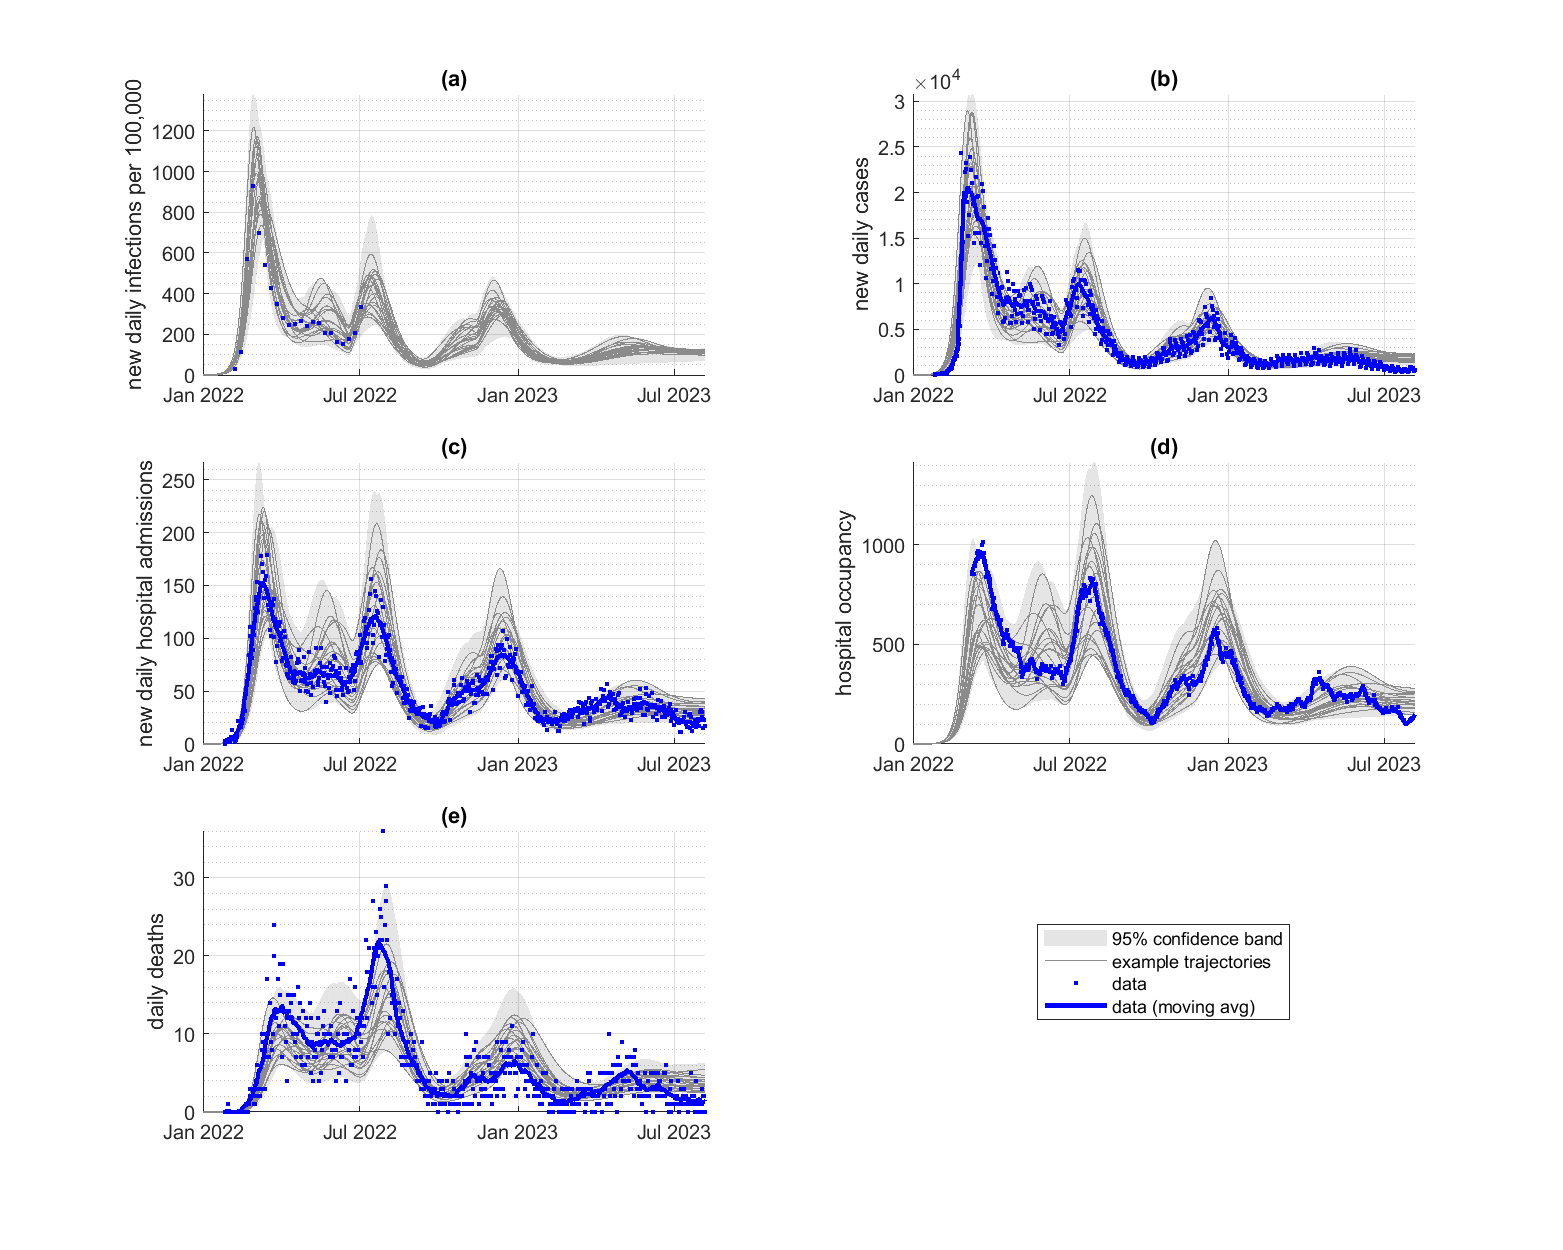 (a)
new daily infections per 100,000
1200
1000
800
600
400
200
0
Jan 2022 Jul 2022 Jan 2023 Jul 2023
(b)
×10⁴
new daily cases
3
2.5
2
1.5
1
0.5
0
Jan 2022 Jul 2022 Jan 2023 Jul 2023
(c)
new daily hospital admissions
250
200
150
100
50
0
Jan 2022 Jul 2022 Jan 2023 Jul 2023
(d)
hospital occupancy
1000
500
0
Jan 2022 Jul 2022 Jan 2023 Jul 2023
(e)
daily deaths
30
20
10
0
Jan 2022 Jul 2022 Jan 2023 Jul 2023
95% confidence band
example trajectories
data
data (moving avg)